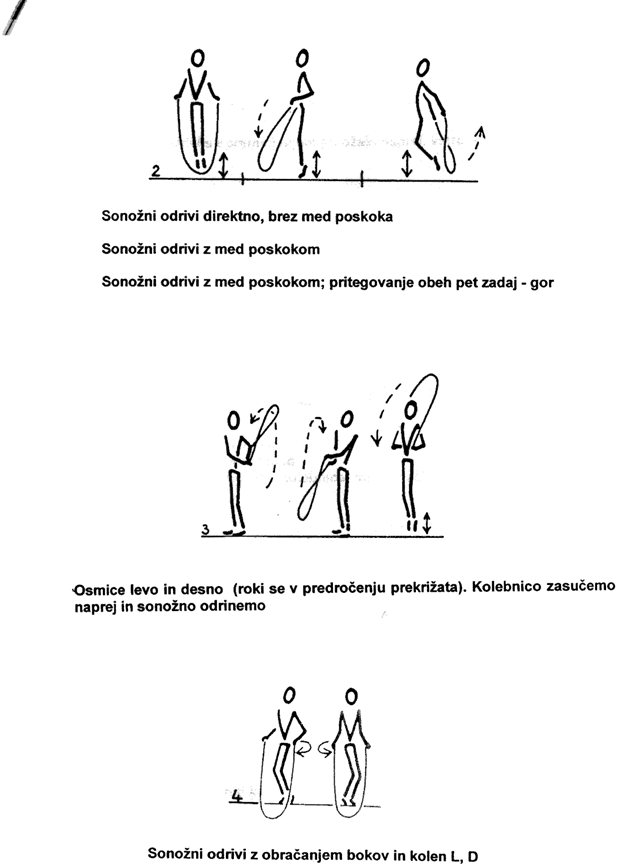 2
Sonožni odrivi direktno, brez med poskoka
Sonožni odrivi z med poskokom
Sonožni odrivi z med poskokom; pritegovanje obeh pet zadaj - gor
3
Osmice levo in desno (roki se v predročenju prekrižata). Kolebnico zasučemo
naprej in sonožno odrinemo
4
Sonožni odrivi z obračanjem bokov in kolen L, D